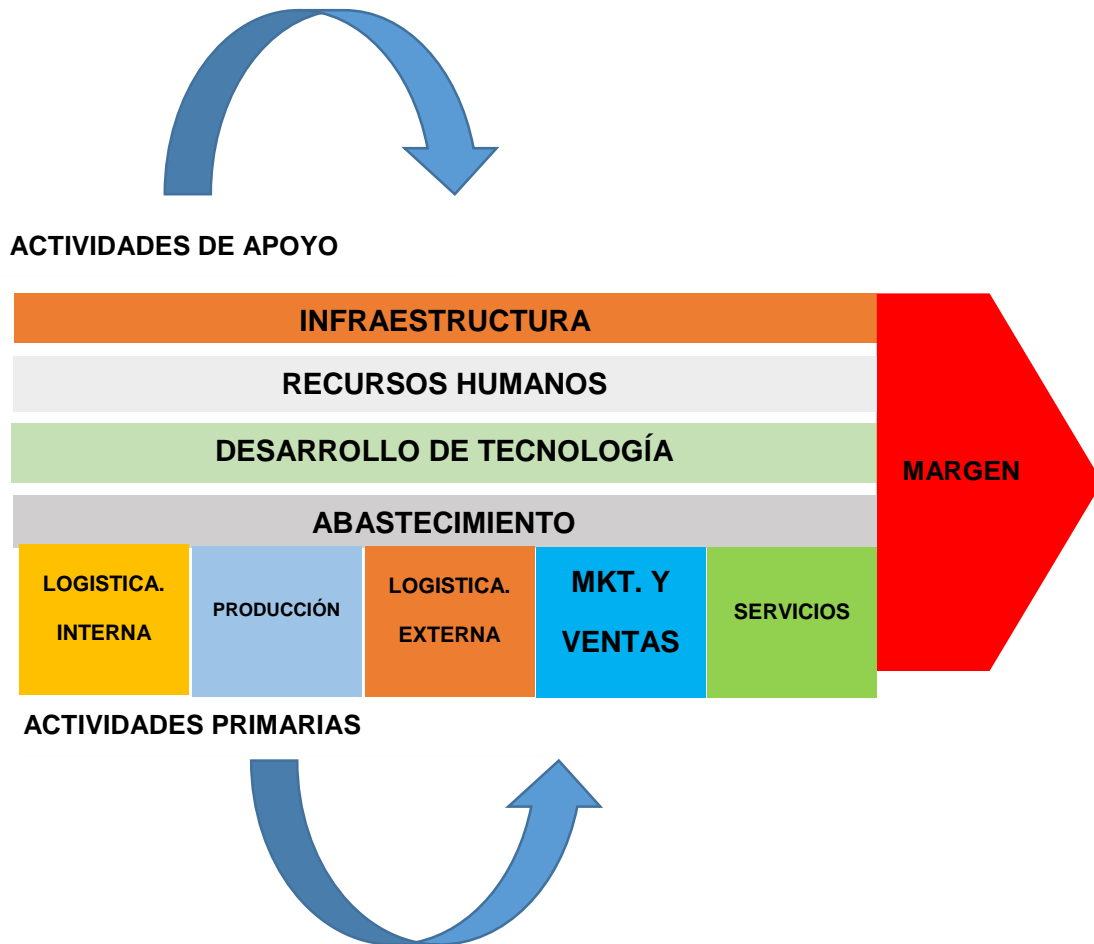 ACTIVIDADES DE APOYO
INFRAESTRUCTURA
RECURSOS HUMANOS
DESARROLLO DE TECNOLOGÍA
MARGEN
ABASTECIMIENTO
LOGISTICA.
INTERNA
PRODUCCIÓN
LOGISTICA.
EXTERNA
MKT. Y
VENTAS
SERVICIOS
ACTIVIDADES PRIMARIAS